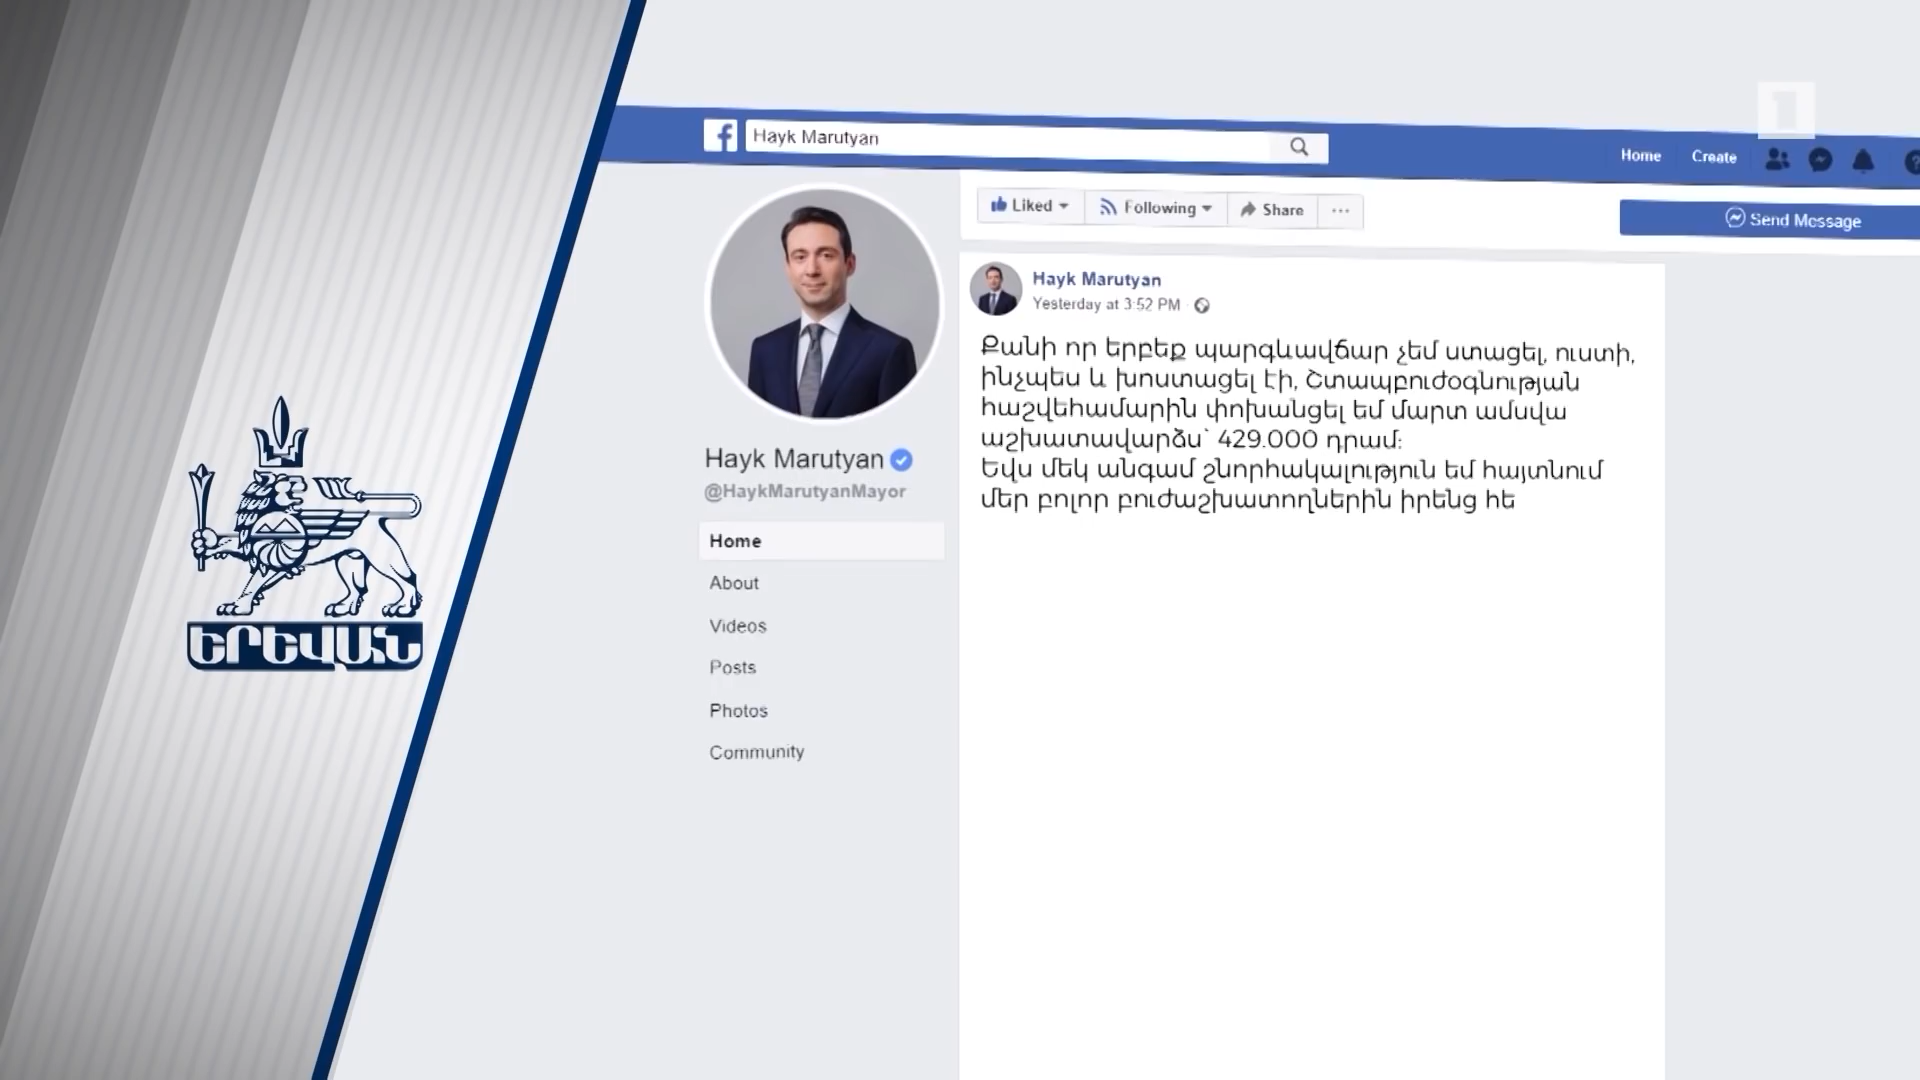 ԵՐԵՎԱՆ
1
Hayk Marutyan
Home
Create
Liked
Following
Share
Send Message
Hayk Marutyan
@HaykMarutyanMayor
Home
About
Videos
Posts
Photos
Community
Hayk Marutyan
Yesterday at 3:52 PM
Քանի որ երբեք պարգևավճար չեմ ստացել, ուստի,
ինչպես և խոստացել էի, Շտապբուժօգնության
հաշվեհամարին փոխանցել եմ մարտ ամսվա
աշխատավարձս՝ 429.000 դրամ։
Եվս մեկ անգամ շնորհակալություն եմ հայտնում
մեր բոլոր բուժաշխատողներին իրենց հե